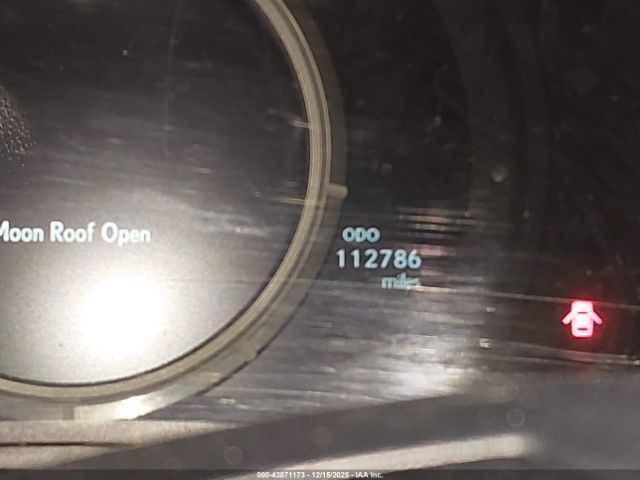 Moon Roof Open
ODO
112786
miles
000-43871173 - 12/15/2025 - IAA Inc.